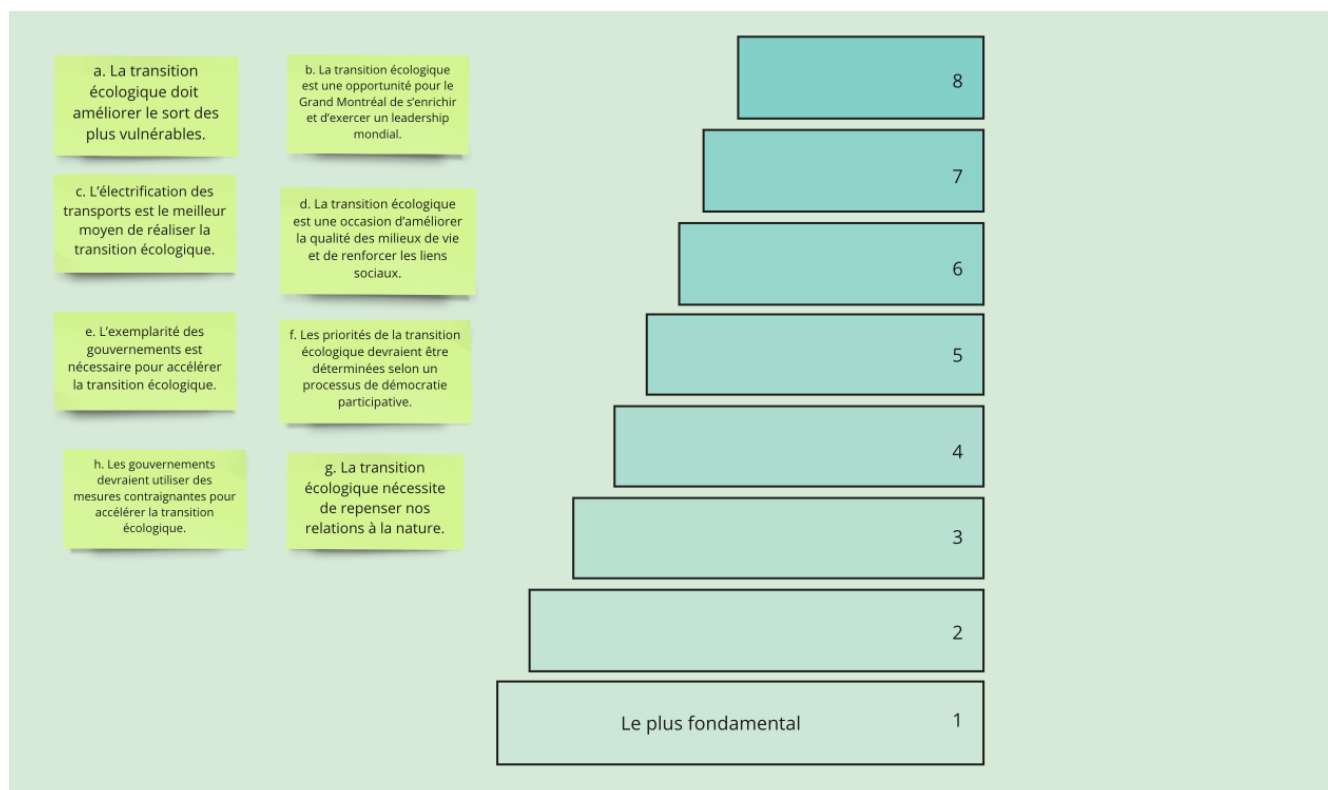 a. La transition
écologique doit
améliorer le sort des
plus vulnérables.
b. La transition écologique
est une opportunité pour le
Grand Montréal de s’enrichir
et d’exercer un leadership
mondial.
c. L’électrification des
transports est le meilleur
moyen de réaliser la
transition écologique.
d. La transition écologique
est une occasion d’améliorer
la qualité des milieux de vie
et de renforcer les liens
sociaux.
e. L’exemplarité des
gouvernements est
nécessaire pour accélérer
la transition écologique.
f. Les priorités de la transition
écologique devraient être
déterminées selon un
processus de démocratie
participative.
h. Les gouvernements
devraient utiliser des
mesures contraignantes pour
accélérer la transition
écologique.
g. La transition
écologique nécessite
de repenser nos
relations à la nature.
8
7
6
5
4
3
2
Le plus fondamental 1